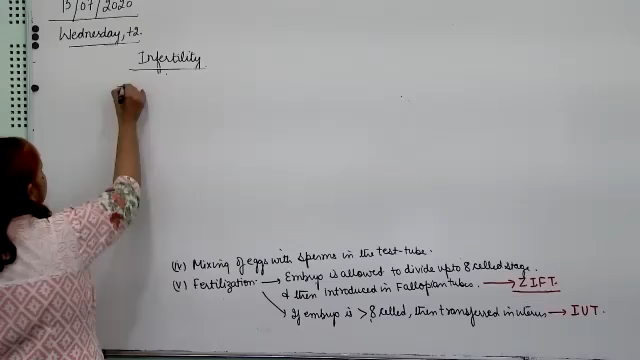 13/07/2020
Wednesday, +2.
Infertility
(iv) Mixing of eggs with sperms in the test-tube.
(v) Fertilization → Embryo is allowed to divide upto 8 celled stage
& then introduced in Fallopian tubes. → ZIFT.
If embryo is > 8 celled, then transferred in uterus → IUT.